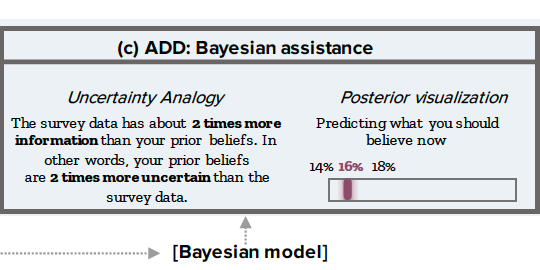 (c) ADD: Bayesian assistance
Uncertainty Analogy
The survey data has about 2 times more
information than your prior beliefs. In
other words, your prior beliefs
are 2 times more uncertain than the
survey data.
Posterior visualization
Predicting what you should
believe now
14% 16% 18%
[Bayesian model]